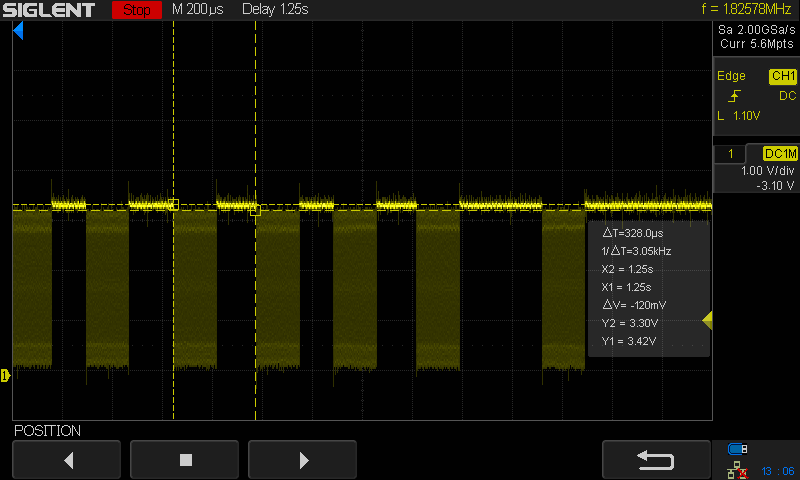 SIGLENT Stop M 200µs Delay 1.25s f = 1.82578MHz
Sa 2.00GSa/s
Curr 5.6Mpts
Edge CH1
DC
L 1.10V
1 DC1M
1.00 V/div
-3.10 V
△T=328.0µs
1/△T=3.05kHz
X2 = 1.25s
X1 = 1.25s
△V= -120mV
Y2 = 3.30V
Y1 = 3.42V
1
POSITION
13 : 06